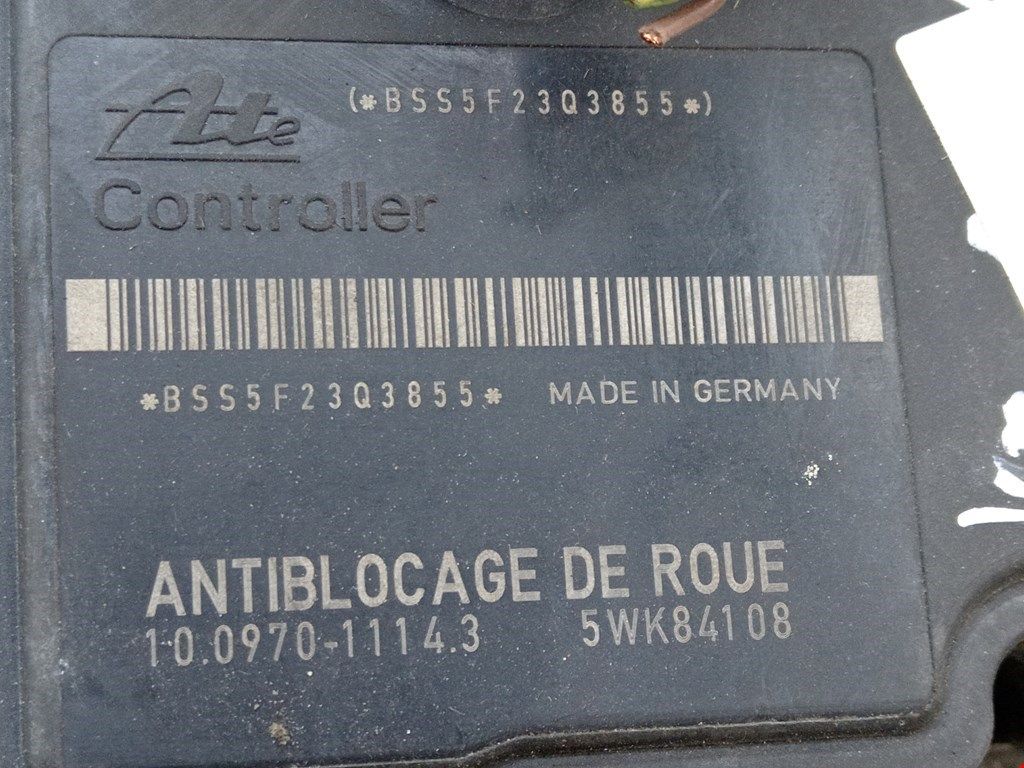 Ate (*BSS5F23Q3855*)
Controller
*BSS5F23Q3855* MADE IN GERMANY
ANTIBLOCAGE DE ROUE
10.0970-1114.3 5WK84108